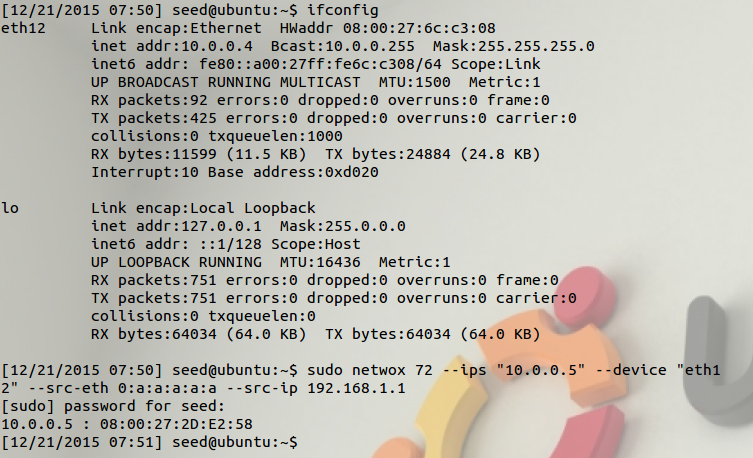 [12/21/2015 07:50] seed@ubuntu:~$ ifconfig
eth12     Link encap:Ethernet  HWaddr 08:00:27:6c:c3:08
          inet addr:10.0.0.4  Bcast:10.0.0.255  Mask:255.255.255.0
          inet6 addr: fe80::a00:27ff:fe6c:c308/64 Scope:Link
          UP BROADCAST RUNNING MULTICAST  MTU:1500  Metric:1
          RX packets:92 errors:0 dropped:0 overruns:0 frame:0
          TX packets:425 errors:0 dropped:0 overruns:0 carrier:0
          collisions:0 txqueuelen:1000
          RX bytes:11599 (11.5 KB)  TX bytes:24884 (24.8 KB)
          Interrupt:10 Base address:0xd020

lo        Link encap:Local Loopback
          inet addr:127.0.0.1  Mask:255.0.0.0
          inet6 addr: ::1/128 Scope:Host
          UP LOOPBACK RUNNING  MTU:16436  Metric:1
          RX packets:751 errors:0 dropped:0 overruns:0 frame:0
          TX packets:751 errors:0 dropped:0 overruns:0 carrier:0
          collisions:0 txqueuelen:0
          RX bytes:64034 (64.0 KB)  TX bytes:64034 (64.0 KB)

[12/21/2015 07:50] seed@ubuntu:~$ sudo netwox 72 --ips "10.0.0.5" --device "eth1
2" --src-eth 0:a:a:a:a:a --src-ip 192.168.1.1
[sudo] password for seed:
10.0.0.5 : 08:00:27:2D:E2:58
[12/21/2015 07:51] seed@ubuntu:~$